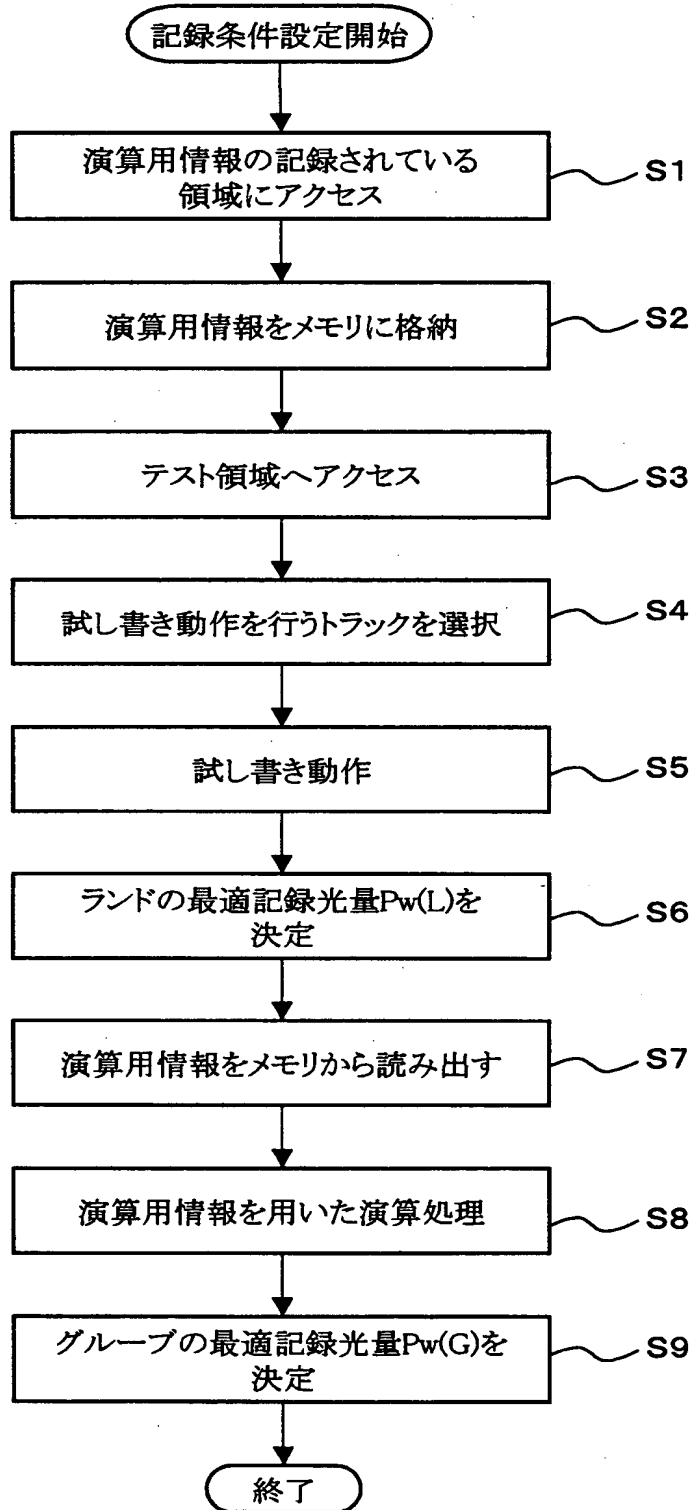 記録条件設定開始
演算用情報の記録されている
領域にアクセス
S1
演算用情報をメモリに格納
S2
テスト領域へアクセス
S3
試し書き動作を行うトラックを選択
S4
試し書き動作
S5
ランドの最適記録光量Pw(L)を
決定
S6
演算用情報をメモリから読み出す
S7
演算用情報を用いた演算処理
S8
グルーブの最適記録光量Pw(G)を
決定
S9
終了